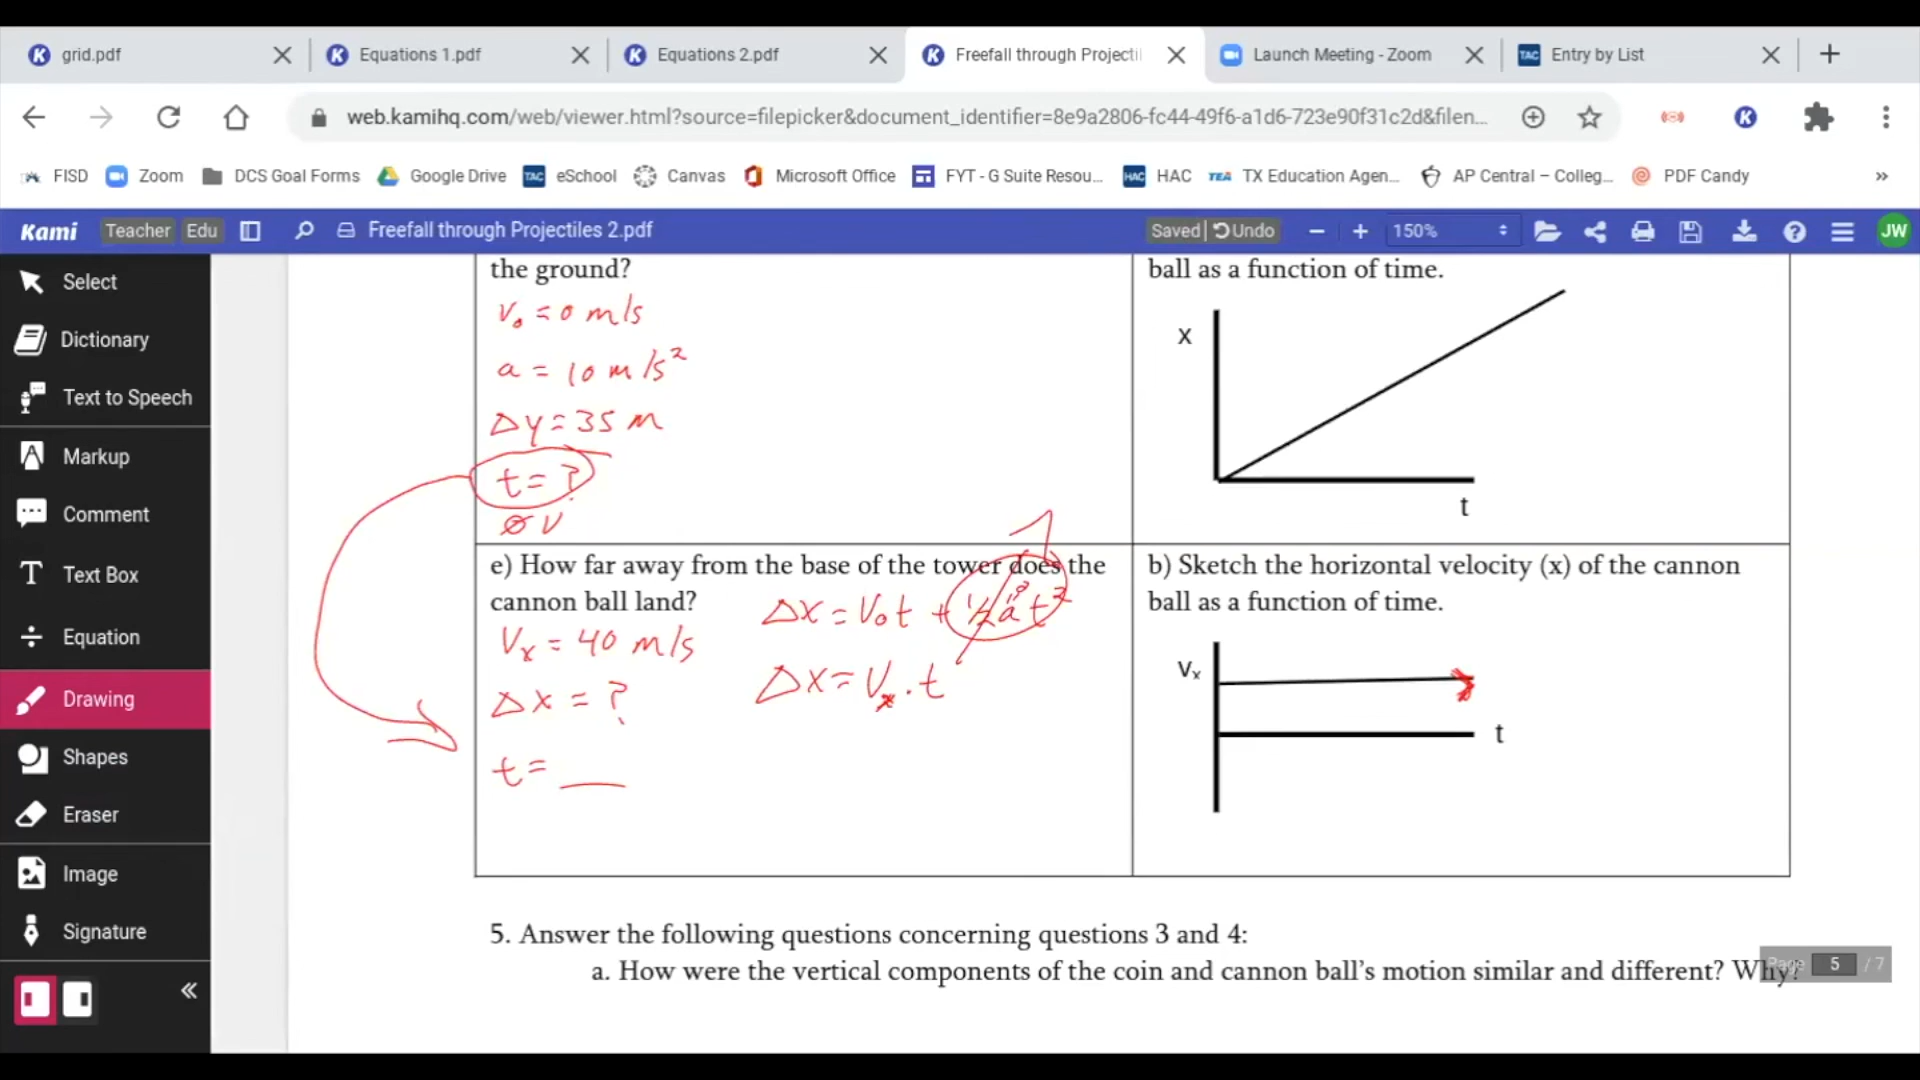 grid.pdf
Equations 1.pdf
Equations 2.pdf
Freefall through Projectil
Launch Meeting - Zoom
TAC
Entry by List
web.kamihq.com/web/viewer.html?source=filepicker&document_identifier=8e9a2806-fc44-49f6-a1d6-723e90f31c2d&filen...
FISD
Zoom
DCS Goal Forms
Google Drive
TAC eSchool
Canvas
Microsoft Office
FYT - G Suite Resou...
HAC HAC
TEA TX Education Agen...
AP Central – Colleg...
PDF Candy
»
Kami Teacher Edu
Freefall through Projectiles 2.pdf
Saved | Undo
150%
JW
Select
Dictionary
Text to Speech
Markup
Comment
Text Box
Equation
Drawing
Shapes
Eraser
Image
Signature
the ground?
V₀ = 0 m/s
a = 10 m/s²
Δy = 35 m
t = ?
∅ V
ball as a function of time.
x
t
e) How far away from the base of the tower does the
cannon ball land?
Vₓ = 40 m/s
Δx = ?
t = ___
Δx = V₀t + ½at²
Δx = Vₓ · t
b) Sketch the horizontal velocity (x) of the cannon
ball as a function of time.
Vₓ
t
5. Answer the following questions concerning questions 3 and 4:
a. How were the vertical components of the coin and cannon ball's motion similar and different? Why?
Page 5 / 7